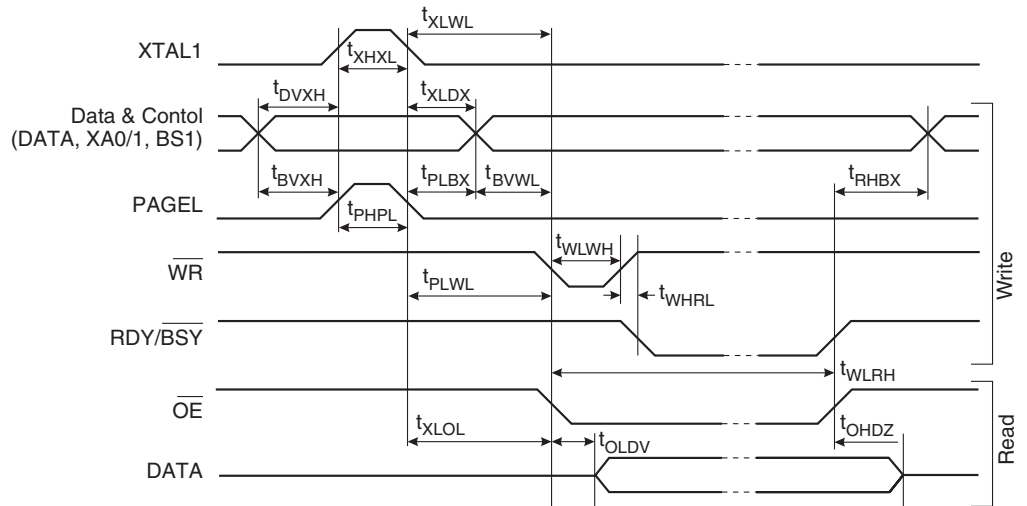 tXLWL
XTAL1
tXHXL
tDVXH
tXLDX
Data & Contol
(DATA, XA0/1, BS1)
tBVXH
tPLBX
tBVWL
tRHBX
PAGEL
tPHPL
tWLWH
WR
tPLWL
tWHRL
Write
RDY/BSY
tWLRH
OE
tXLOL
tOLDV
tOHDZ
Read
DATA